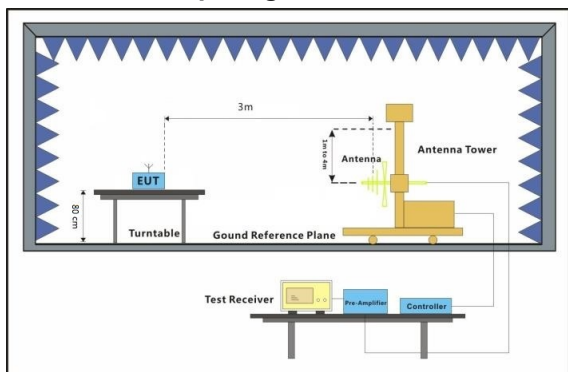 3m
1m to 4m
Antenna
Antenna Tower
EUT
80 cm
Turntable
Gound Reference Plane
Test Receiver
Pre-Amplifier
Controller